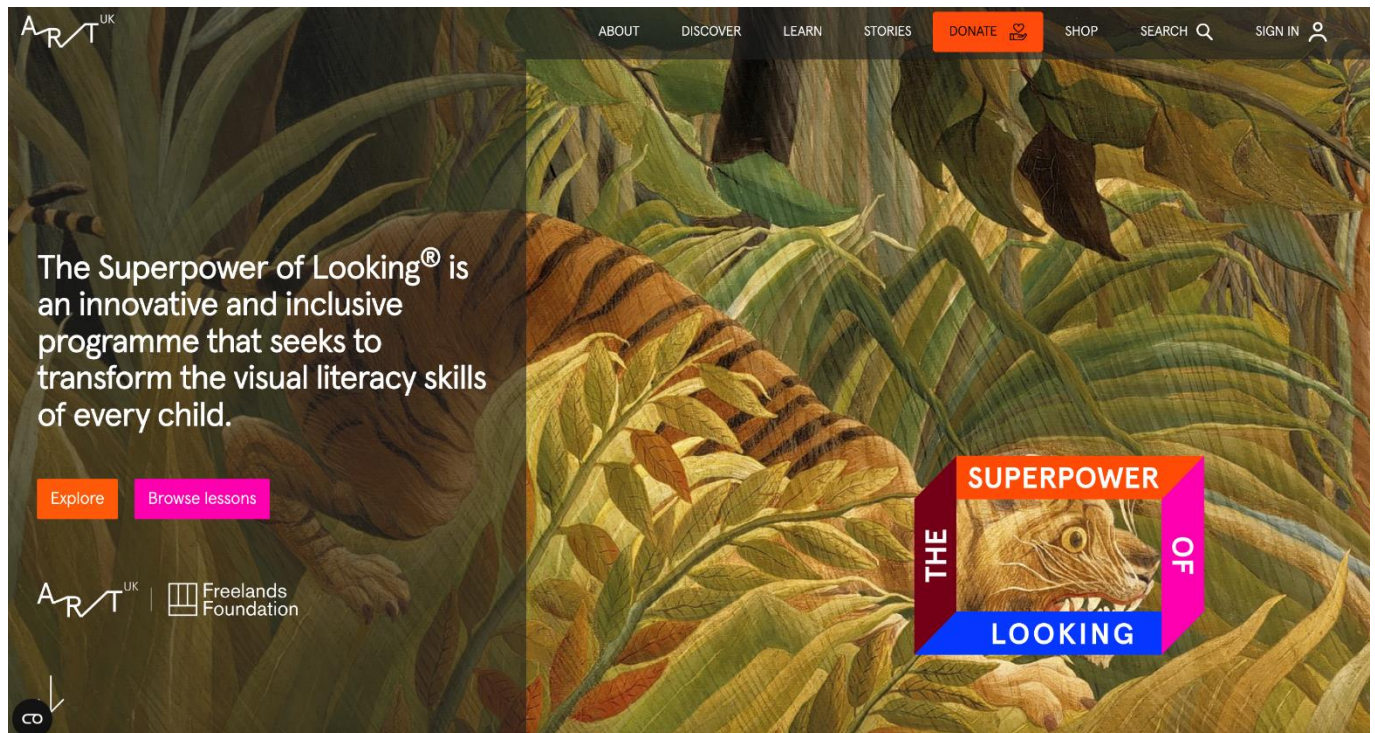 ART UK
ABOUT DISCOVER LEARN STORIES DONATE SHOP SEARCH SIGN IN
The Superpower of Looking® is
an innovative and inclusive
programme that seeks to
transform the visual literacy skills
of every child.
Explore Browse lessons
ART UK Freelands
Foundation
THE
SUPERPOWER
OF
LOOKING